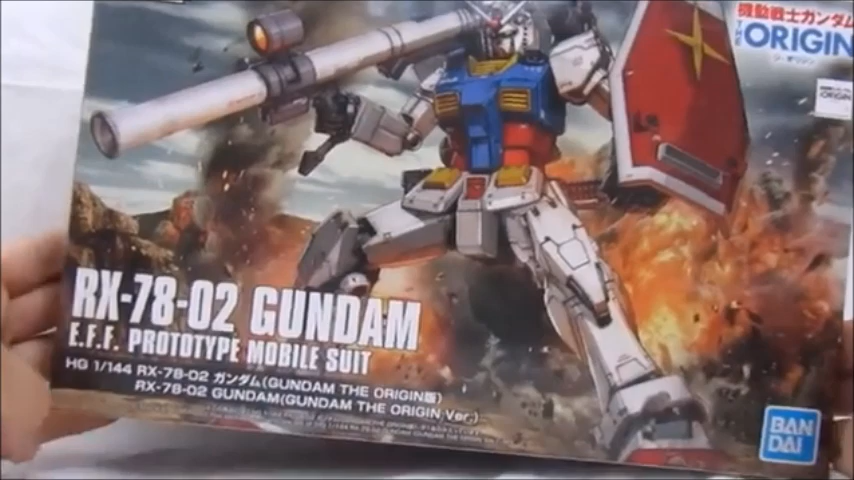 機動戦士ガンダム
THE ORIGIN
RX-78-02 GUNDAM
E.F.F. PROTOTYPE MOBILE SUIT
HG 1/144 RX-78-02 ガンダム(GUNDAM THE ORIGIN版)
RX-78-02 GUNDAM(GUNDAM THE ORIGIN Ver.)
BAN
DAI